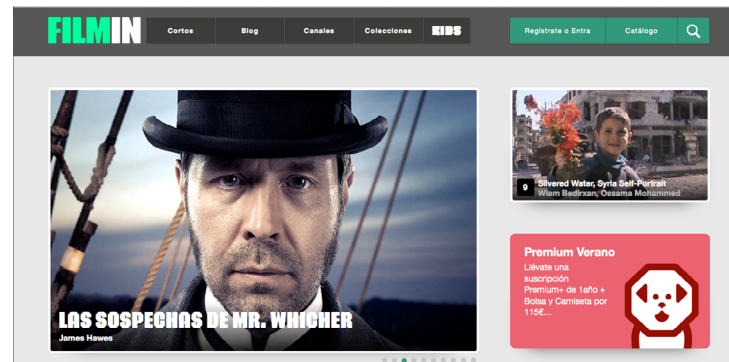 FILMIN
Cortos
Blog
Canales
Colecciones
KIDS
Regístrate o Entra
Catálogo
LAS SOSPECHAS DE MR. WHICHER
James Hawes
9
Silvered Water, Syria Self-Portrait
Wiam Bedirxan, Ossama Mohammed
Premium Verano
Llévate una
suscripción
Premium+ de 1año +
Bolsa y Camiseta por
115€...